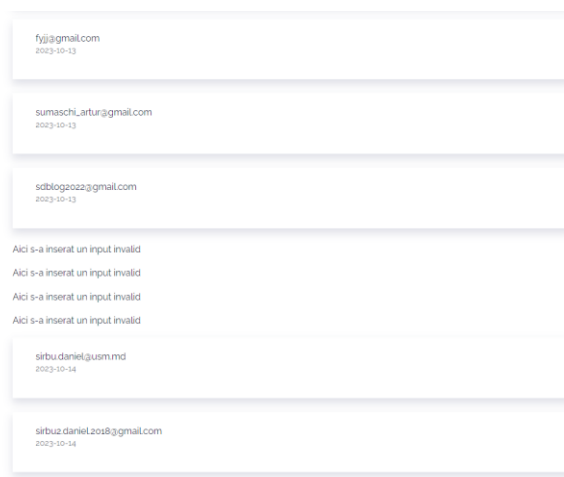 fyjj@gmail.com
2023-10-13
sumaschi_artur@gmail.com
2023-10-13
sdblog2022@gmail.com
2023-10-13
Aici s-a inserat un input invalid
Aici s-a inserat un input invalid
Aici s-a inserat un input invalid
Aici s-a inserat un input invalid
sirbu.daniel@usm.md
2023-10-14
sirbu2.daniel.2018@gmail.com
2023-10-14